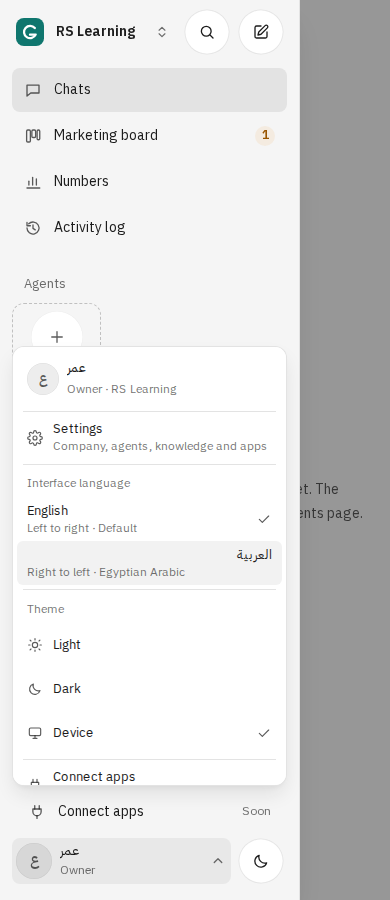 RS Learning
Chats
Marketing board 1
Numbers
Activity log
Agents
عمر
Owner · RS Learning
Settings
Company, agents, knowledge and apps
et. The
Interface language
English
ents page.
Left to right · Default
العربية
Right to left · Egyptian Arabic
Theme
Light
Dark
Device
Connect apps
Connect apps Soon
عمر
Owner
ع
ع